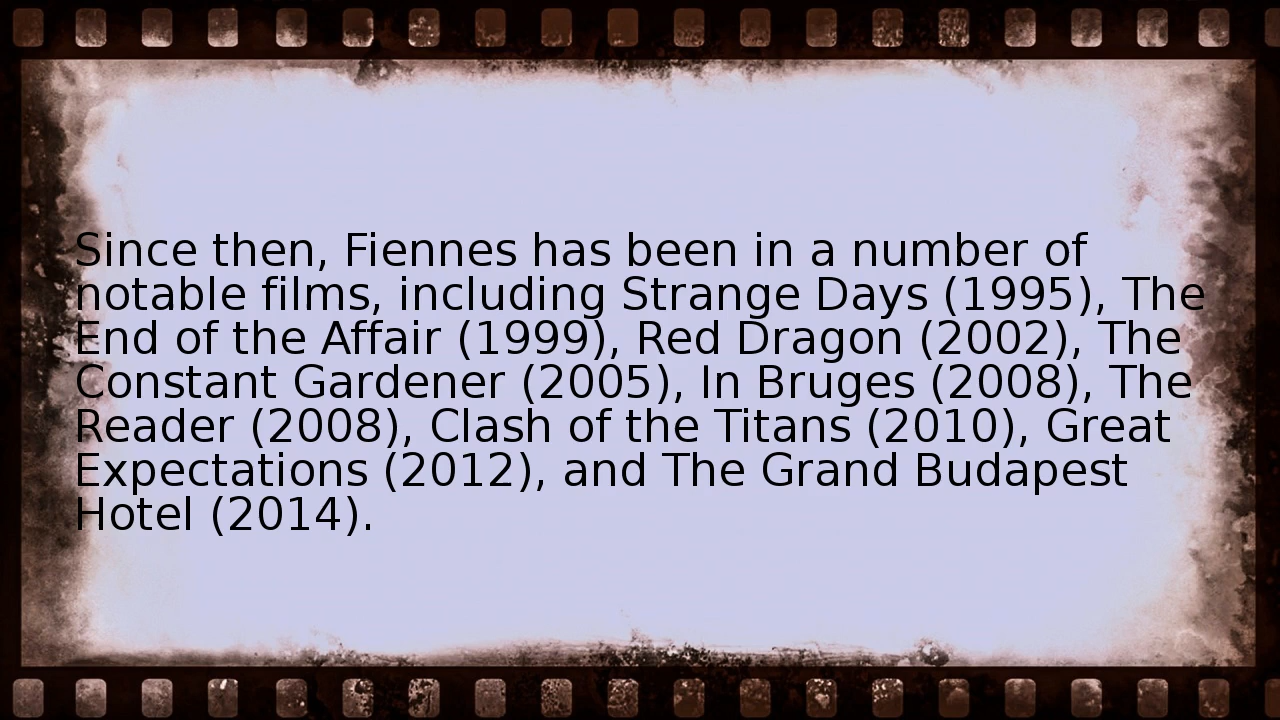 Since then, Fiennes has been in a number of
notable films, including Strange Days (1995), The
End of the Affair (1999), Red Dragon (2002), The
Constant Gardener (2005), In Bruges (2008), The
Reader (2008), Clash of the Titans (2010), Great
Expectations (2012), and The Grand Budapest
Hotel (2014).